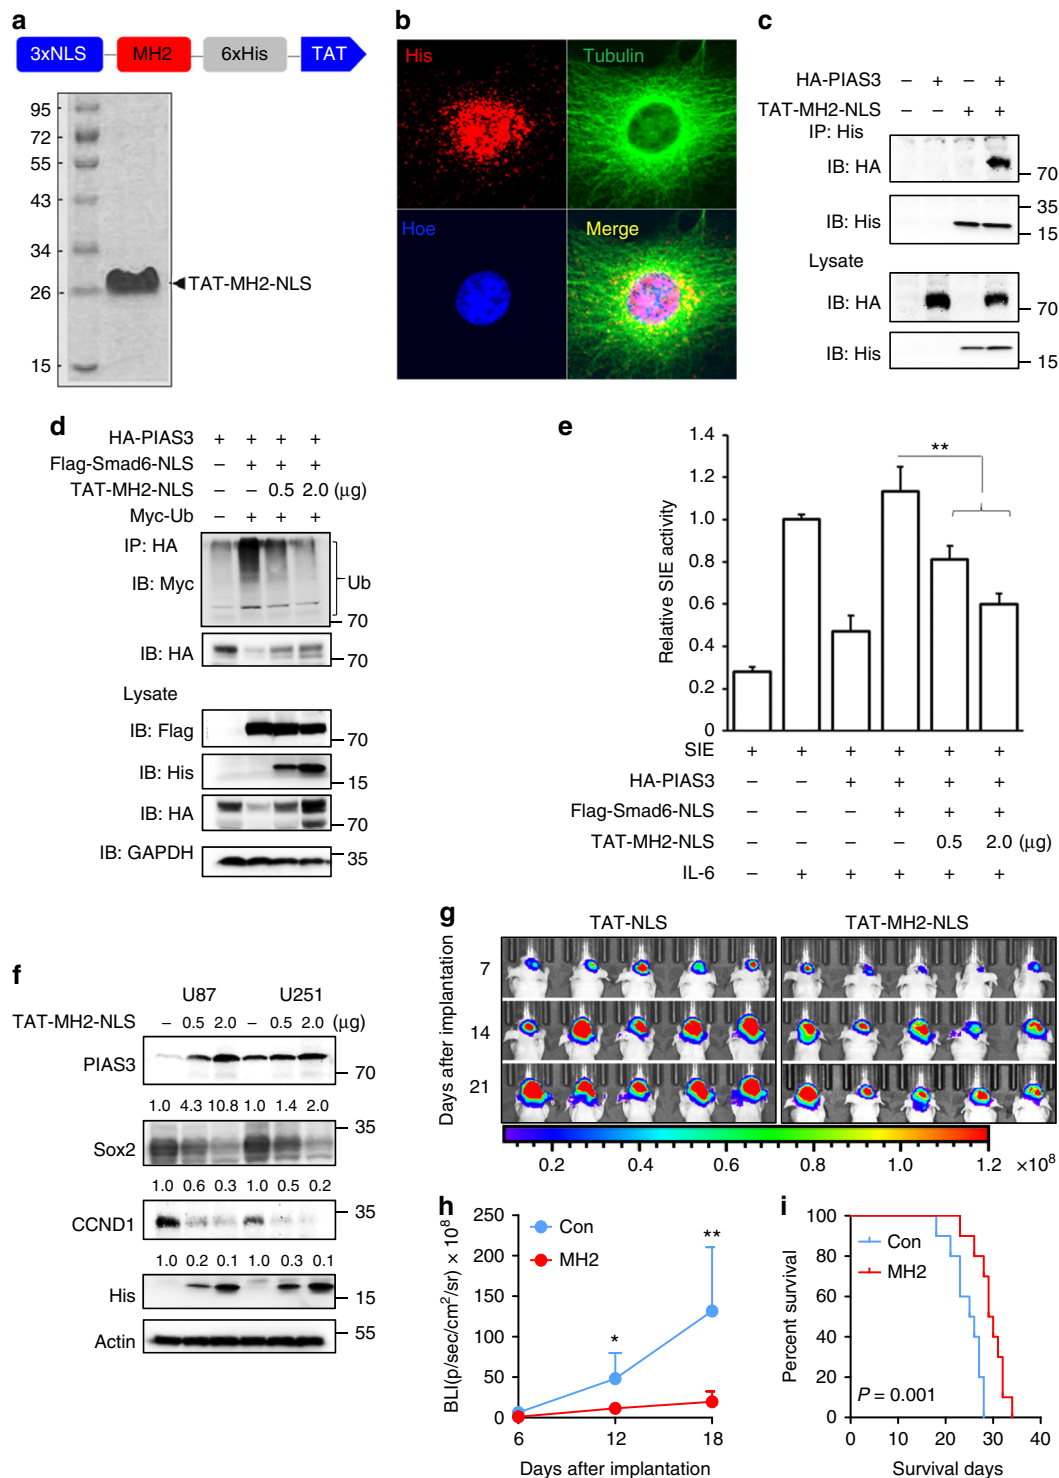 a
3xNLS MH2 6xHis TAT
95
72
55
43
34
26
15
TAT-MH2-NLS
b
His
Tubulin
Hoe
Merge
c
HA-PIAS3 – + – +
TAT-MH2-NLS – – + +
IP: His
IB: HA
70
IB: His
35
15
Lysate
IB: HA
70
IB: His
15
d
HA-PIAS3 + + + +
Flag-Smad6-NLS – + + +
TAT-MH2-NLS – – 0.5 2.0 (µg)
Myc-Ub – + + +
IP: HA
IB: Myc
Ub
70
IB: HA
70
Lysate
IB: Flag
70
IB: His
15
IB: HA
70
IB: GAPDH
35
e
Relative SIE activity
1.4
1.2
1.0
0.8
0.6
0.4
0.2
0
**
SIE + + + + + +
HA-PIAS3 – – + + + +
Flag-Smad6-NLS – – – + + +
TAT-MH2-NLS – – – – 0.5 2.0 (µg)
IL-6 – + + + + +
f
U87 U251
TAT-MH2-NLS – 0.5 2.0 – 0.5 2.0 (µg)
PIAS3
70
1.0 4.3 10.8 1.0 1.4 2.0
Sox2
35
1.0 0.6 0.3 1.0 0.5 0.2
CCND1
35
1.0 0.2 0.1 1.0 0.3 0.1
His
15
Actin
55
g
TAT-NLS TAT-MH2-NLS
Days after implantation
7
14
21
0.2 0.4 0.6 0.8 1.0 1.2 ×10⁸
h
BLI(p/sec/cm²/sr) × 10⁸
250
200
150
100
50
0
Con
MH2
*
**
6 12 18
Days after implantation
i
Percent survival
100
80
60
40
20
0
Con
MH2
P = 0.001
0 10 20 30 40
Survival days